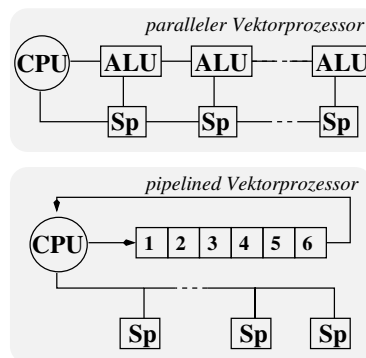 paralleler Vektorprozessor
CPU ALU ALU ALU
Sp Sp Sp
pipelined Vektorprozessor
CPU 1 2 3 4 5 6
Sp Sp Sp